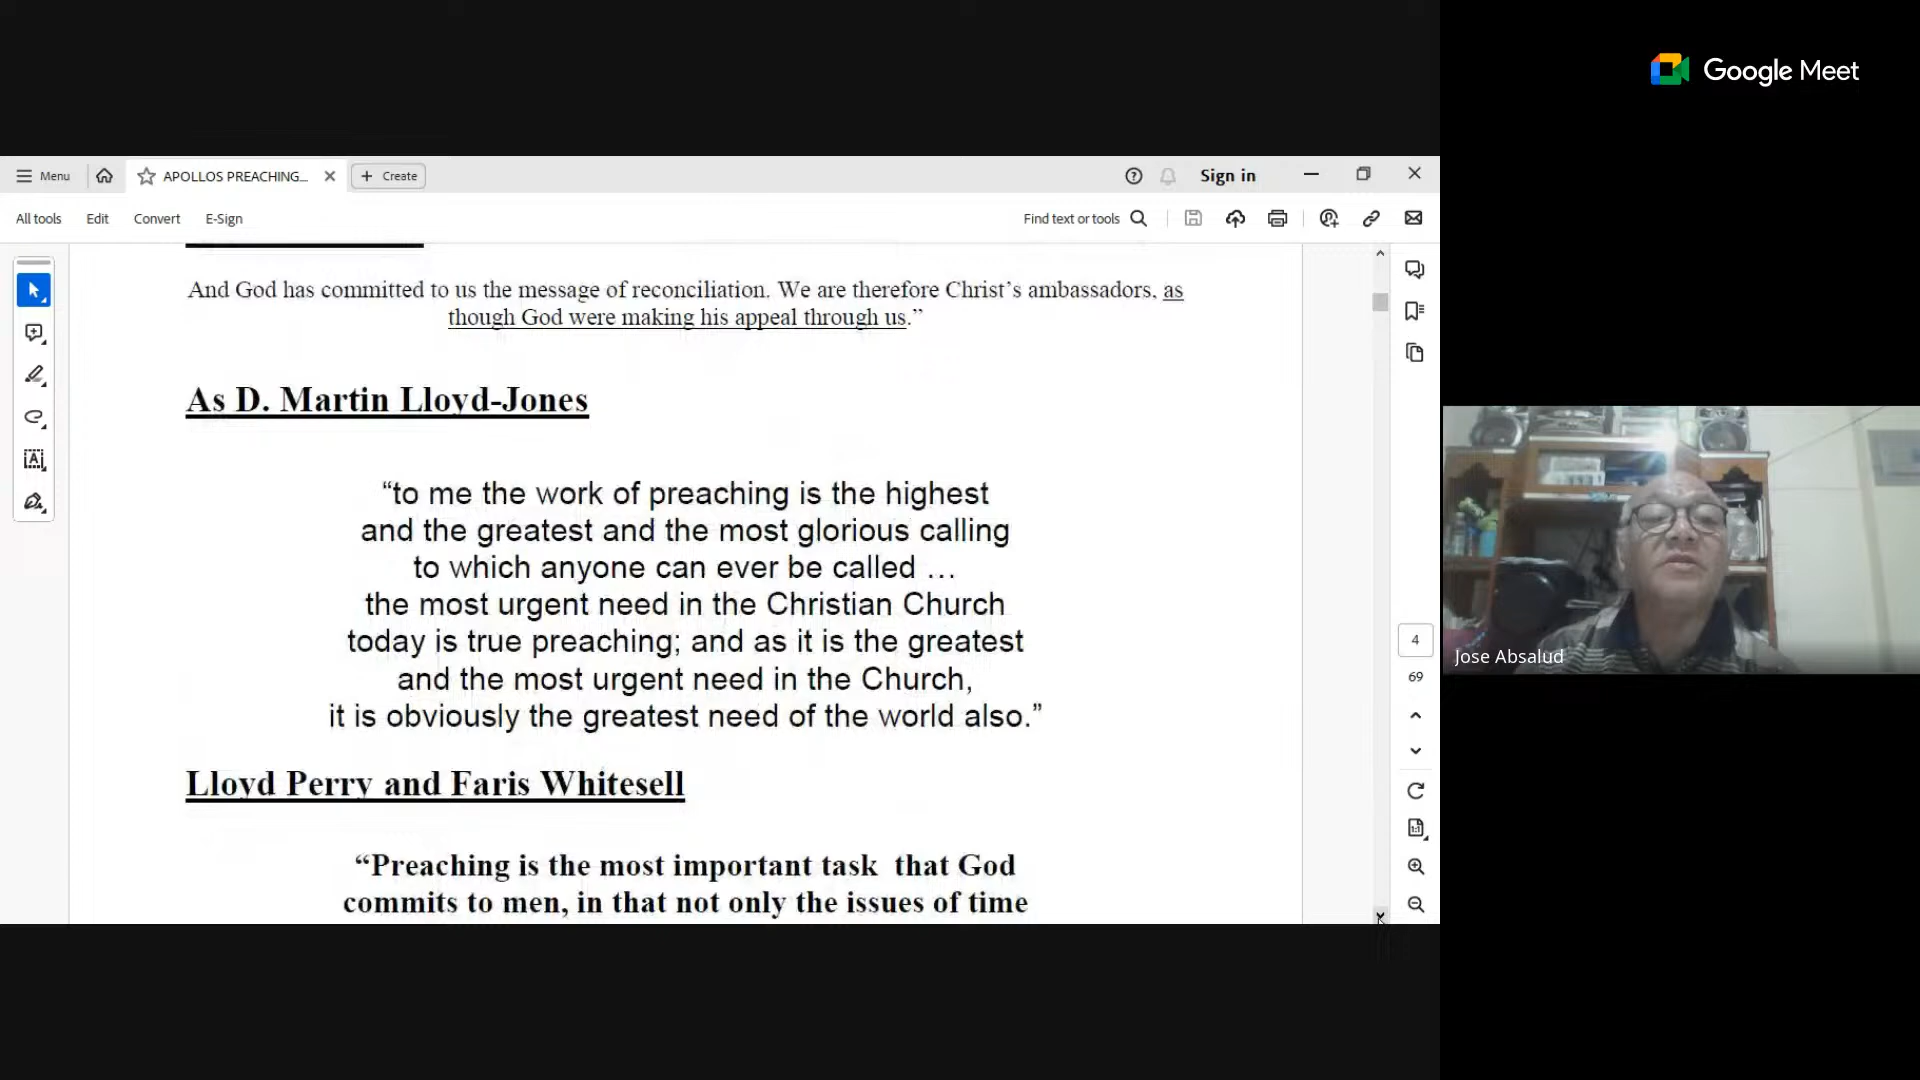 Google Meet
Menu
APOLLOS PREACHING...
Create
Sign in
All tools
Edit
Convert
E-Sign
Find text or tools
And God has committed to us the message of reconciliation. We are therefore Christ’s ambassadors, as
though God were making his appeal through us.”
As D. Martin Lloyd-Jones
“to me the work of preaching is the highest
and the greatest and the most glorious calling
to which anyone can ever be called …
the most urgent need in the Christian Church
today is true preaching; and as it is the greatest
and the most urgent need in the Church,
it is obviously the greatest need of the world also.”
Lloyd Perry and Faris Whitesell
“Preaching is the most important task that God
commits to men, in that not only the issues of time
4
69
Jose Absalud